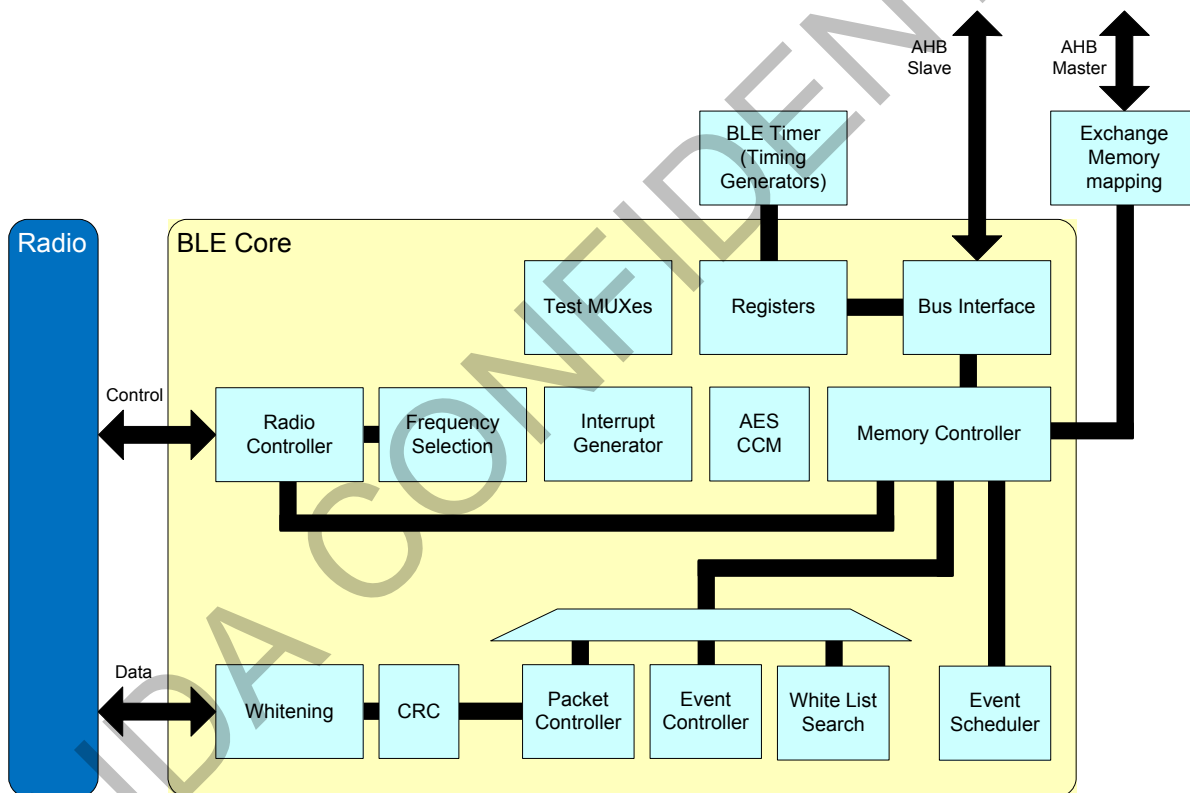 AHB
Slave
AHB
Master
BLE Timer
(Timing
Generators)
Exchange
Memory
mapping
Radio
BLE Core
Test MUXes
Registers
Bus Interface
Control
Radio
Controller
Frequency
Selection
Interrupt
Generator
AES
CCM
Memory Controller
Data
Whitening
CRC
Packet
Controller
Event
Controller
White List
Search
Event
Scheduler
IDA CONFIDEN